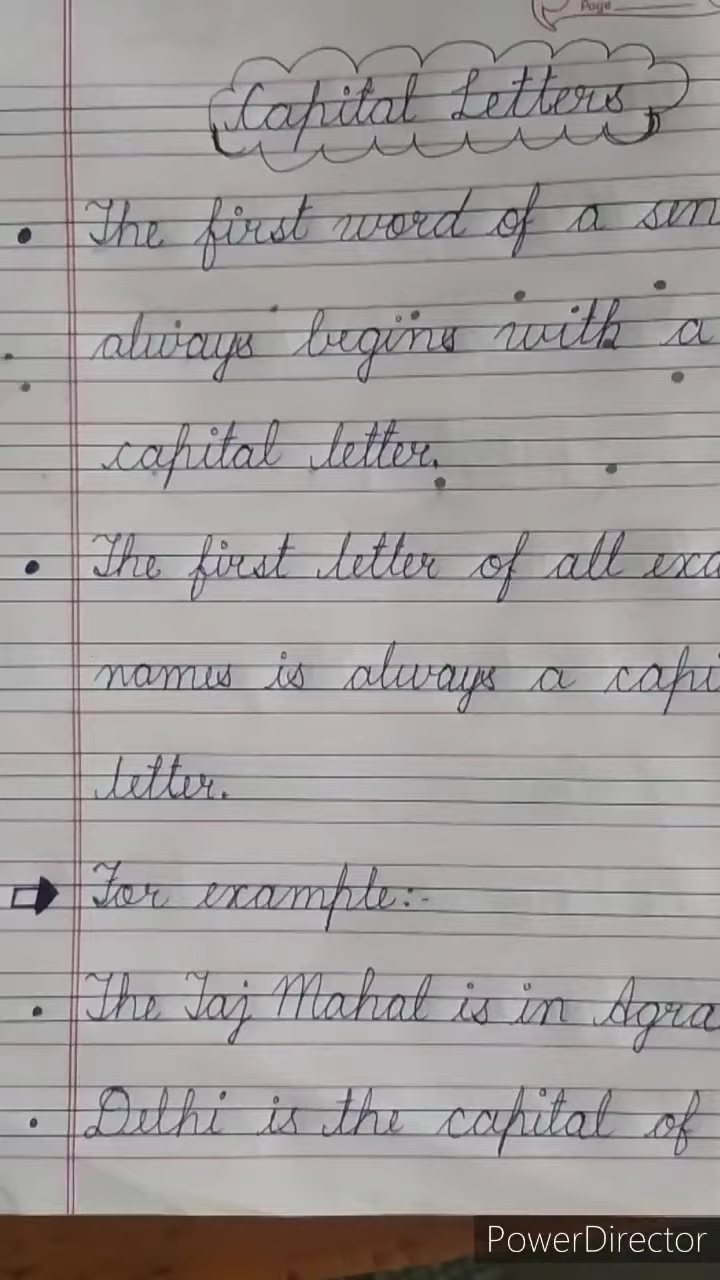 Page
Capital Letters
The first word of a sen
always begins with a
capital letter.
The first letter of all exa
names is always a capi
letter.
For example:-
The Taj Mahal is in Agra
Delhi is the capital of
PowerDirector